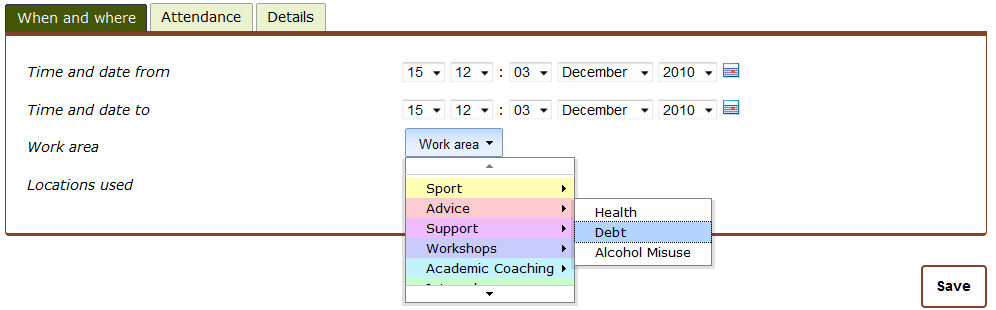 When and where Attendance Details
Time and date from 15 12 : 03 December 2010
Time and date to 15 12 : 03 December 2010
Work area Work area
Locations used
Sport
Advice
Health
Support
Debt
Workshops
Alcohol Misuse
Academic Coaching
Save